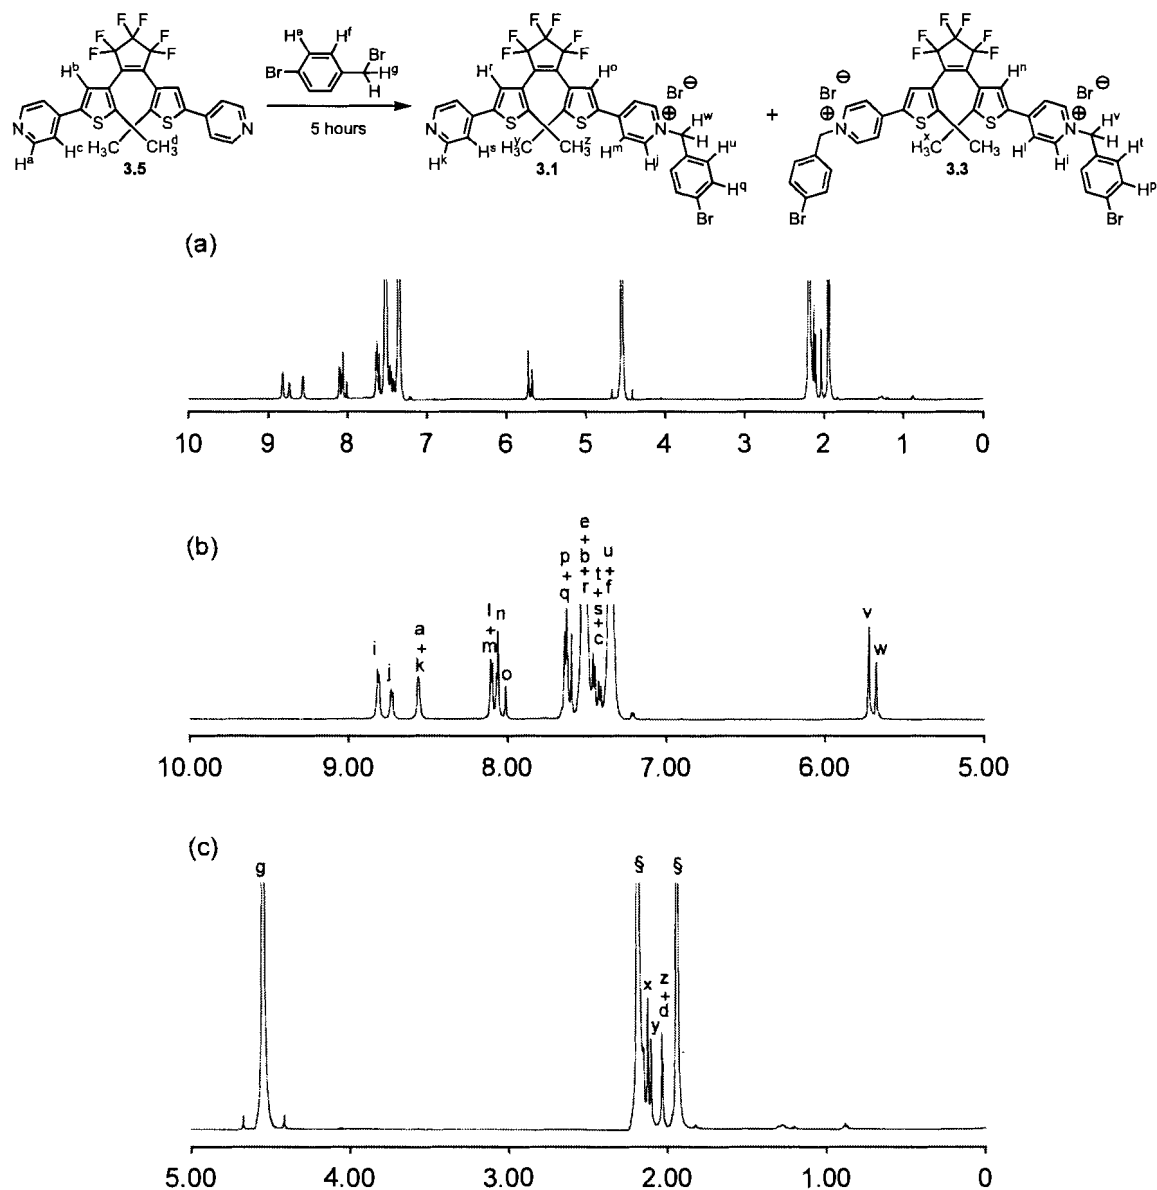 F F F F F F
Hᵇ
N S S N
Hᵃ Hᶜ H₃C CH₃ᵈ
3.5
Hᵉ Hᶠ
Br Br
Hᵍ
H
5 hours
F F F F F F
Hʳ Hᵒ
N S S N⊕ Br⊖
Hᵏ Hˢ H₃Cʸ CH₃ᶻ Hᵐ Hʲ
Hʷ
H
Hᵘ
Hq
Br
3.1
+
F F F F F F
Br⊖ Hⁿ Br⊖
N⊕ S S N⊕
H₃Cˣ CH₃ Hˡ Hⁱ
Hᵛ
H
Hᵗ
Hᵖ
Br Br
3.3
(a)
10 9 8 7 6 5 4 3 2 1 0
(b)
i
j
a
+
k
l
+
m
n
o
p
+
q
e
+
b
+
r
t
+
s
+
c
u
+
f
v
w
10.00 9.00 8.00 7.00 6.00 5.00
(c)
g
§ §
x
y
z
+
d
5.00 4.00 3.00 2.00 1.00 0